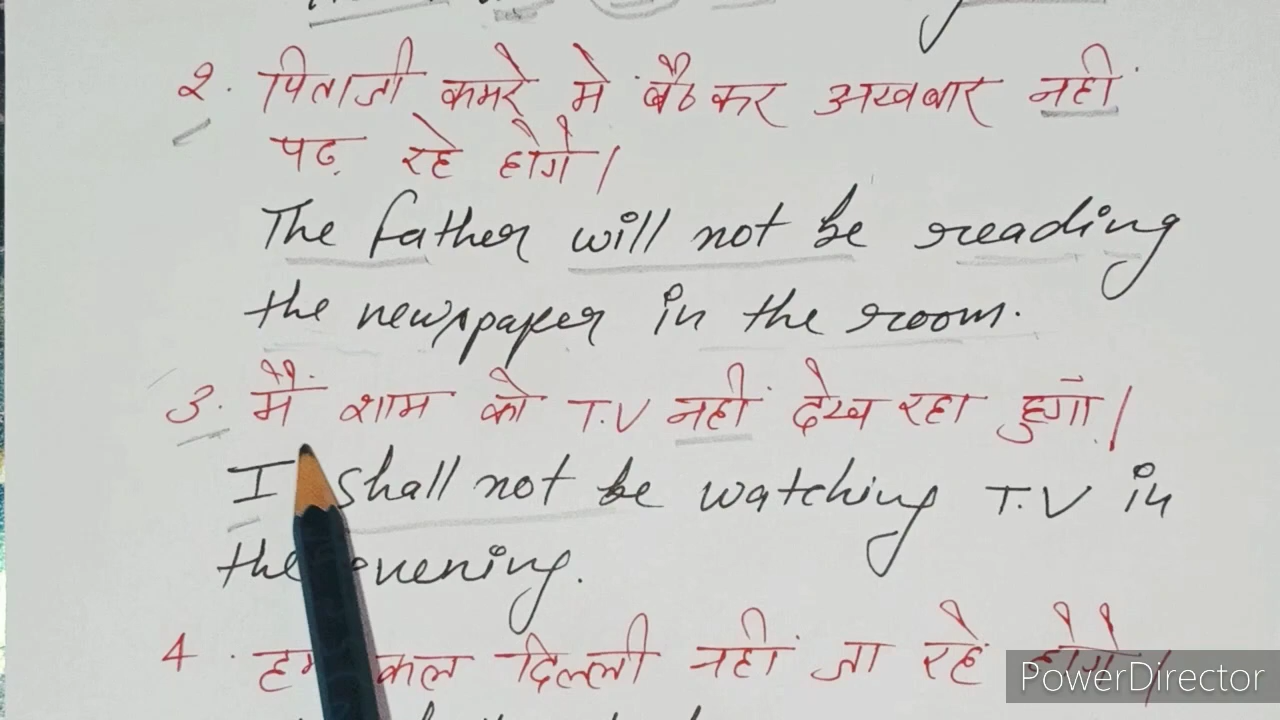 2. पिताजी कमरे में बैठकर अखबार नहीं
पढ़ रहे होंगे।
The father will not be reading
the newspaper in the room.
3. मैं शाम को T.V नहीं देख रहा हुगाँ।
I shall not be watching T.V in
the evening.
4. हम कल दिल्ली नहीं जा रहे होंगे।
PowerDirector